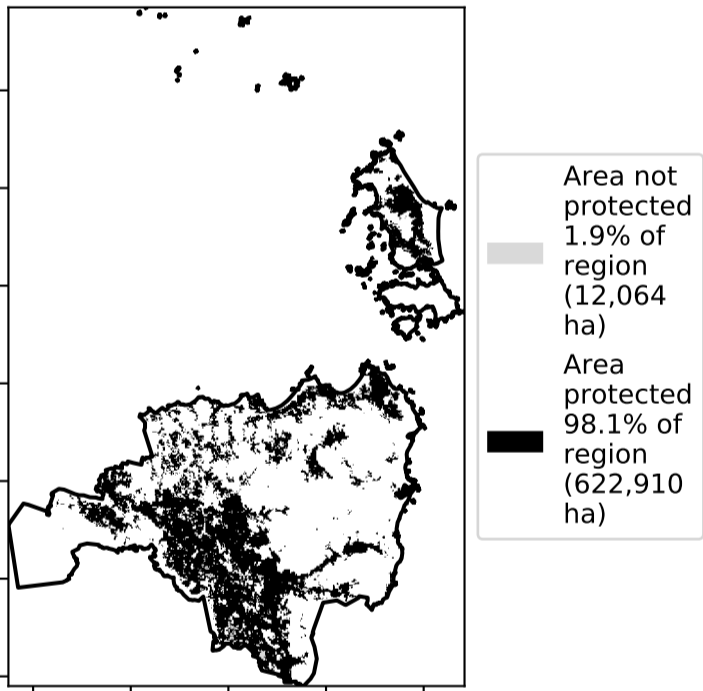 Area not
protected
1.9% of
region
(12,064
ha)
Area
protected
98.1% of
region
(622,910
ha)